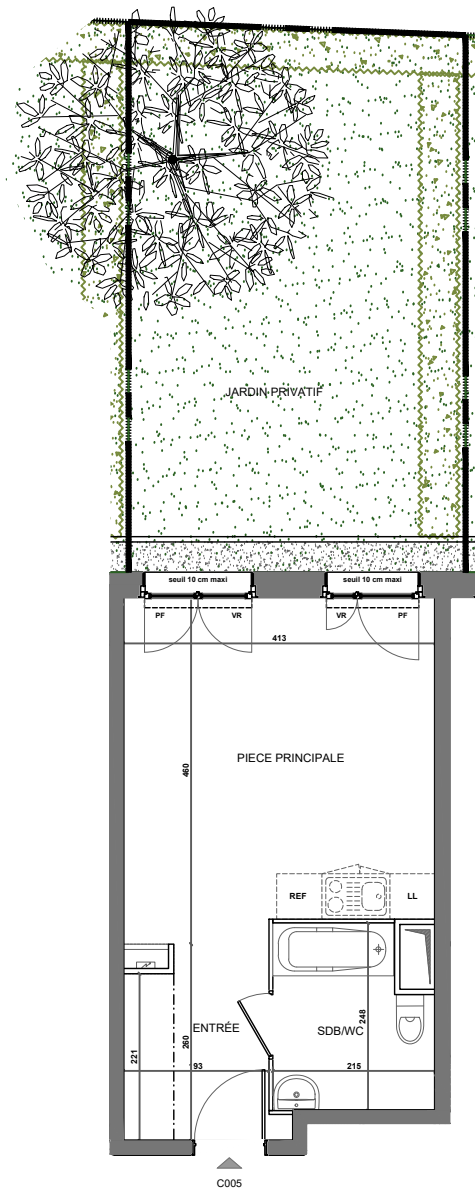 JARDIN PRIVATIF
seuil 10 cm maxi
seuil 10 cm maxi
PF
VR
VR
PF
413
460
PIECE PRINCIPALE
REF
LL
248
ENTRÉE
SDB/WC
221
260
193
215
C005